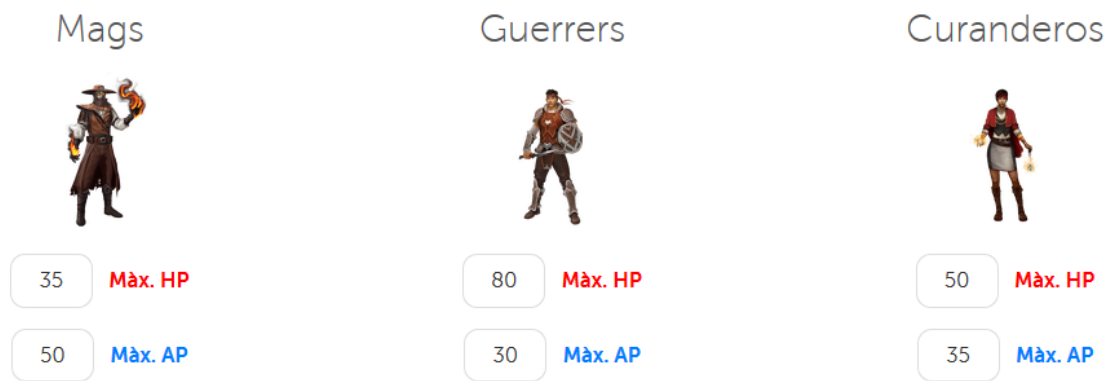 Mags
Guerrers
Curanderos
35 Màx. HP
80 Màx. HP
50 Màx. HP
50 Màx. AP
30 Màx. AP
35 Màx. AP